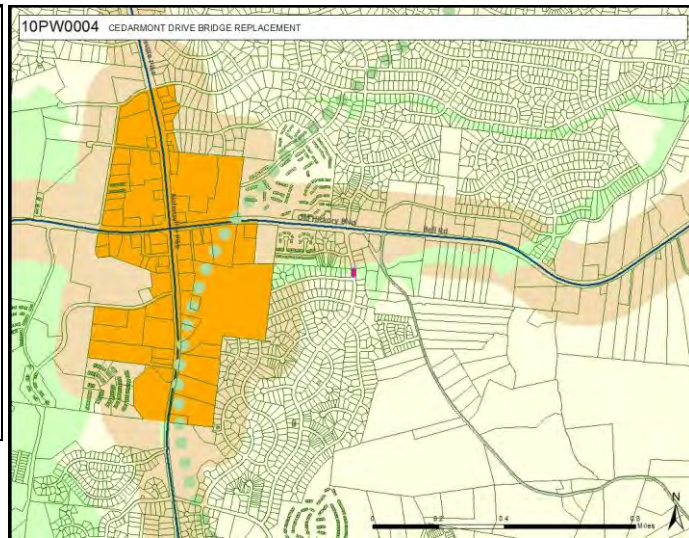 10PW0004 CEDARMONT DRIVE BRIDGE REPLACEMENT
Old Hickory Blvd
Bell Rd
N
0 0.2 0.4 0.8
Miles